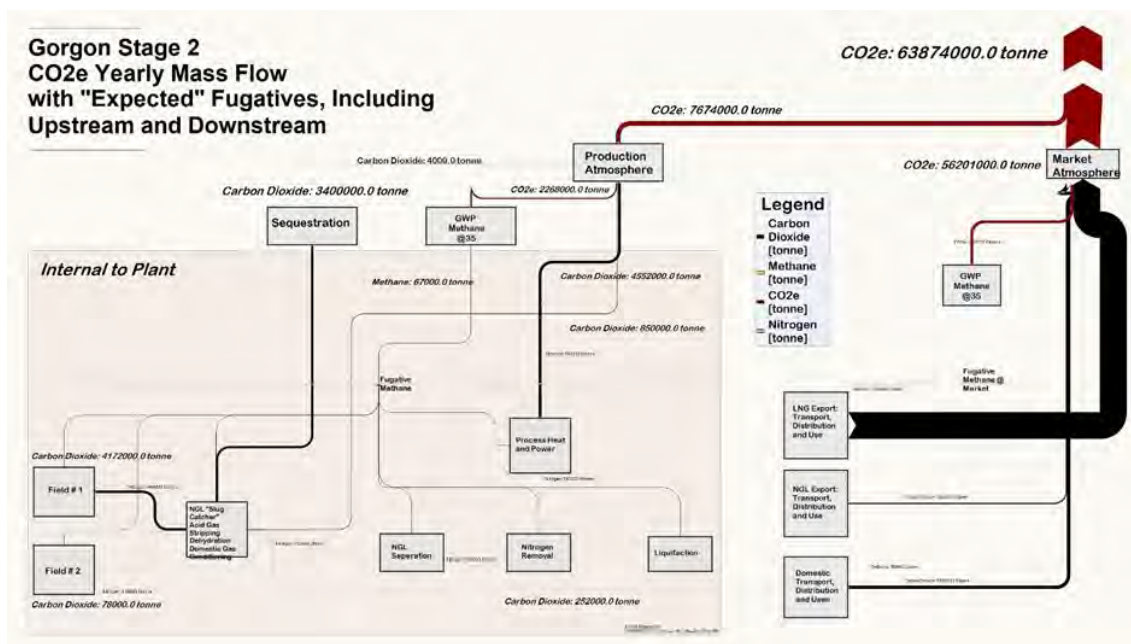 Gorgon Stage 2
CO2e Yearly Mass Flow
with "Expected" Fugatives, Including
Upstream and Downstream
CO2e: 63874000.0 tonne
CO2e: 7674000.0 tonne
Carbon Dioxide: 4000.0 tonne
Production
Atmosphere
CO2e: 56201000.0 tonne
Market
Atmosphere
Carbon Dioxide: 3400000.0 tonne
CO2e: 2268000.0 tonne
Sequestration
GWP
Methane
@35
Legend
Carbon
Dioxide
[tonne]
Methane
[tonne]
CO2e
[tonne]
Nitrogen
[tonne]
GWP
Methane
@35
Internal to Plant
Methane: 67000.0 tonne
Carbon Dioxide: 4552000.0 tonne
Carbon Dioxide: 850000.0 tonne
Fugative
Methane
Fugative
Methane @
Market
LNG Export:
Transport,
Distribution
and Use
Process Heat
and Power
Carbon Dioxide: 4172000.0 tonne
Field # 1
NGL "Slug
Catcher"
Acid Gas
Stripping
Dehydration
Domestic Gas
Conditioning
NGL Export:
Transport,
Distribution
and Use
NGL
Seperation
Nitrogen
Removal
Liquifaction
Field # 2
Domestic
Transport,
Distribution
and Usen
Carbon Dioxide: 78000.0 tonne
Carbon Dioxide: 252000.0 tonne